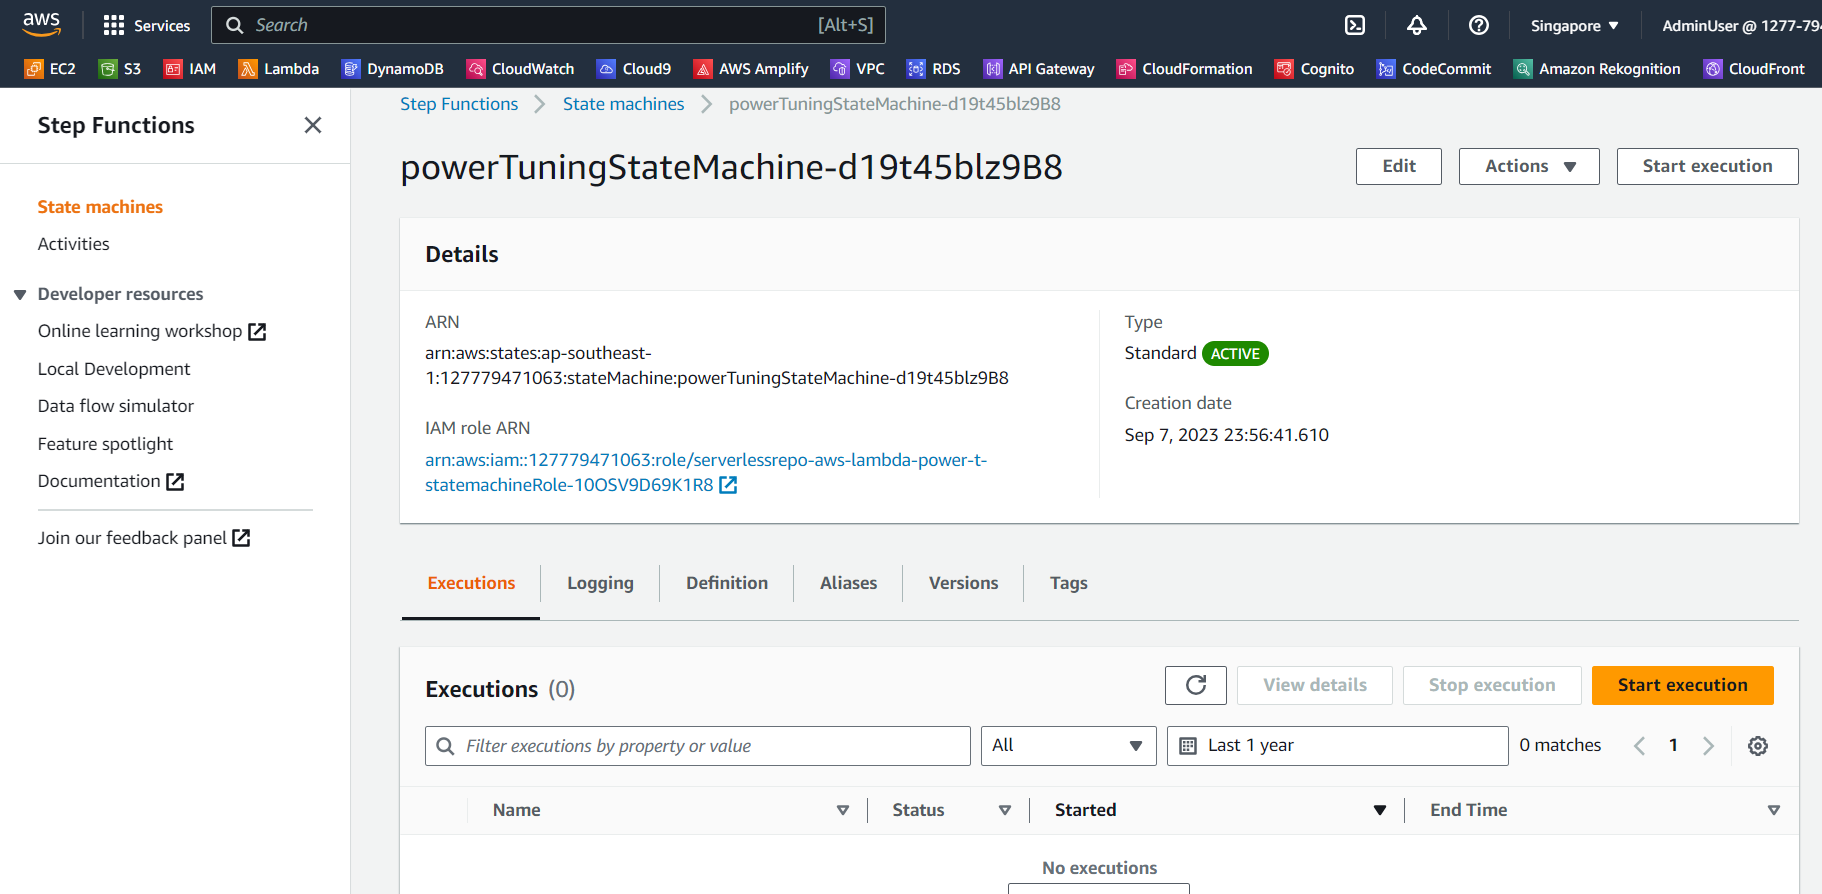 aws
Services
Search
[Alt+S]
Singapore
AdminUser @ 1277-794
EC2
S3
IAM
Lambda
DynamoDB
CloudWatch
Cloud9
AWS Amplify
VPC
RDS
API Gateway
CloudFormation
Cognito
CodeCommit
Amazon Rekognition
CloudFront
Step Functions
State machines
Activities
Developer resources
Online learning workshop
Local Development
Data flow simulator
Feature spotlight
Documentation
Join our feedback panel
Step Functions
State machines
powerTuningStateMachine-d19t45blz9B8
powerTuningStateMachine-d19t45blz9B8
Edit
Actions
Start execution
Details
ARN
arn:aws:states:ap-southeast-
1:127779471063:stateMachine:powerTuningStateMachine-d19t45blz9B8
IAM role ARN
arn:aws:iam::127779471063:role/serverlessrepo-aws-lambda-power-t-
statemachineRole-10OSV9D69K1R8
Type
Standard ACTIVE
Creation date
Sep 7, 2023 23:56:41.610
Executions
Logging
Definition
Aliases
Versions
Tags
Executions (0)
View details
Stop execution
Start execution
Filter executions by property or value
All
Last 1 year
0 matches
1
Name
Status
Started
End Time
No executions